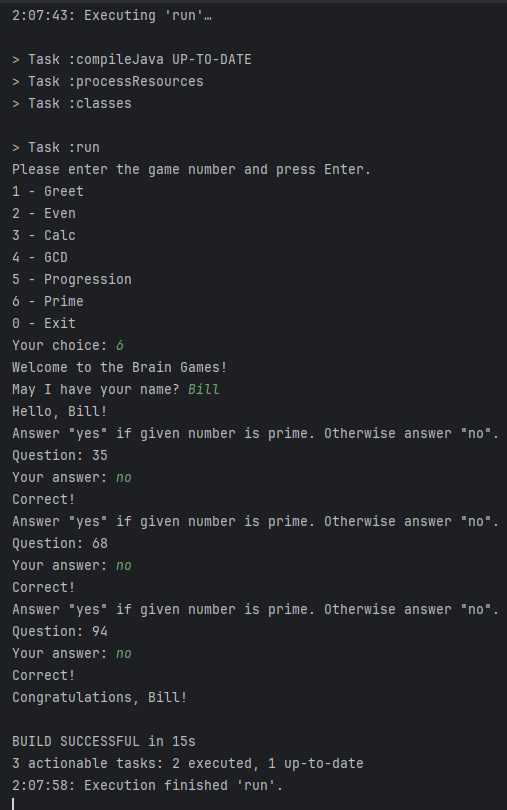 2:07:43: Executing 'run'…
> Task :compileJava UP-TO-DATE
> Task :processResources
> Task :classes
> Task :run
Please enter the game number and press Enter.
1 - Greet
2 - Even
3 - Calc
4 - GCD
5 - Progression
6 - Prime
0 - Exit
Your choice: 6
Welcome to the Brain Games!
May I have your name? Bill
Hello, Bill!
Answer "yes" if given number is prime. Otherwise answer "no".
Question: 35
Your answer: no
Correct!
Answer "yes" if given number is prime. Otherwise answer "no".
Question: 68
Your answer: no
Correct!
Answer "yes" if given number is prime. Otherwise answer "no".
Question: 94
Your answer: no
Correct!
Congratulations, Bill!
BUILD SUCCESSFUL in 15s
3 actionable tasks: 2 executed, 1 up-to-date
2:07:58: Execution finished 'run'.